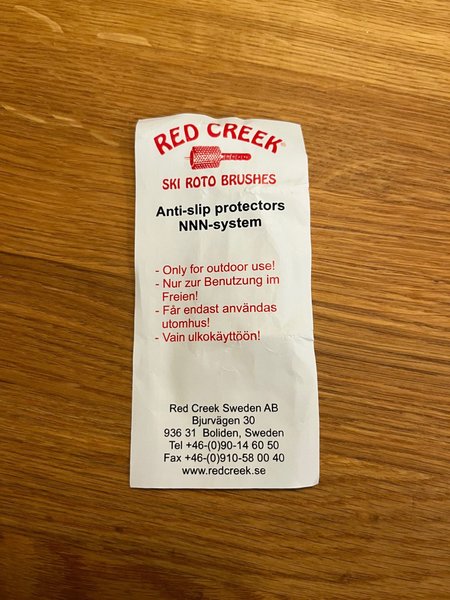 RED CREEK®
SKI ROTO BRUSHES
Anti-slip protectors
NNN-system
- Only for outdoor use!
- Nur zur Benutzung im
Freien!
- Får endast användas
utomhus!
- Vain ulkokäyttöön!
Red Creek Sweden AB
Bjurvägen 30
936 31 Boliden, Sweden
Tel +46-(0)90-14 60 50
Fax +46-(0)910-58 00 40
www.redcreek.se